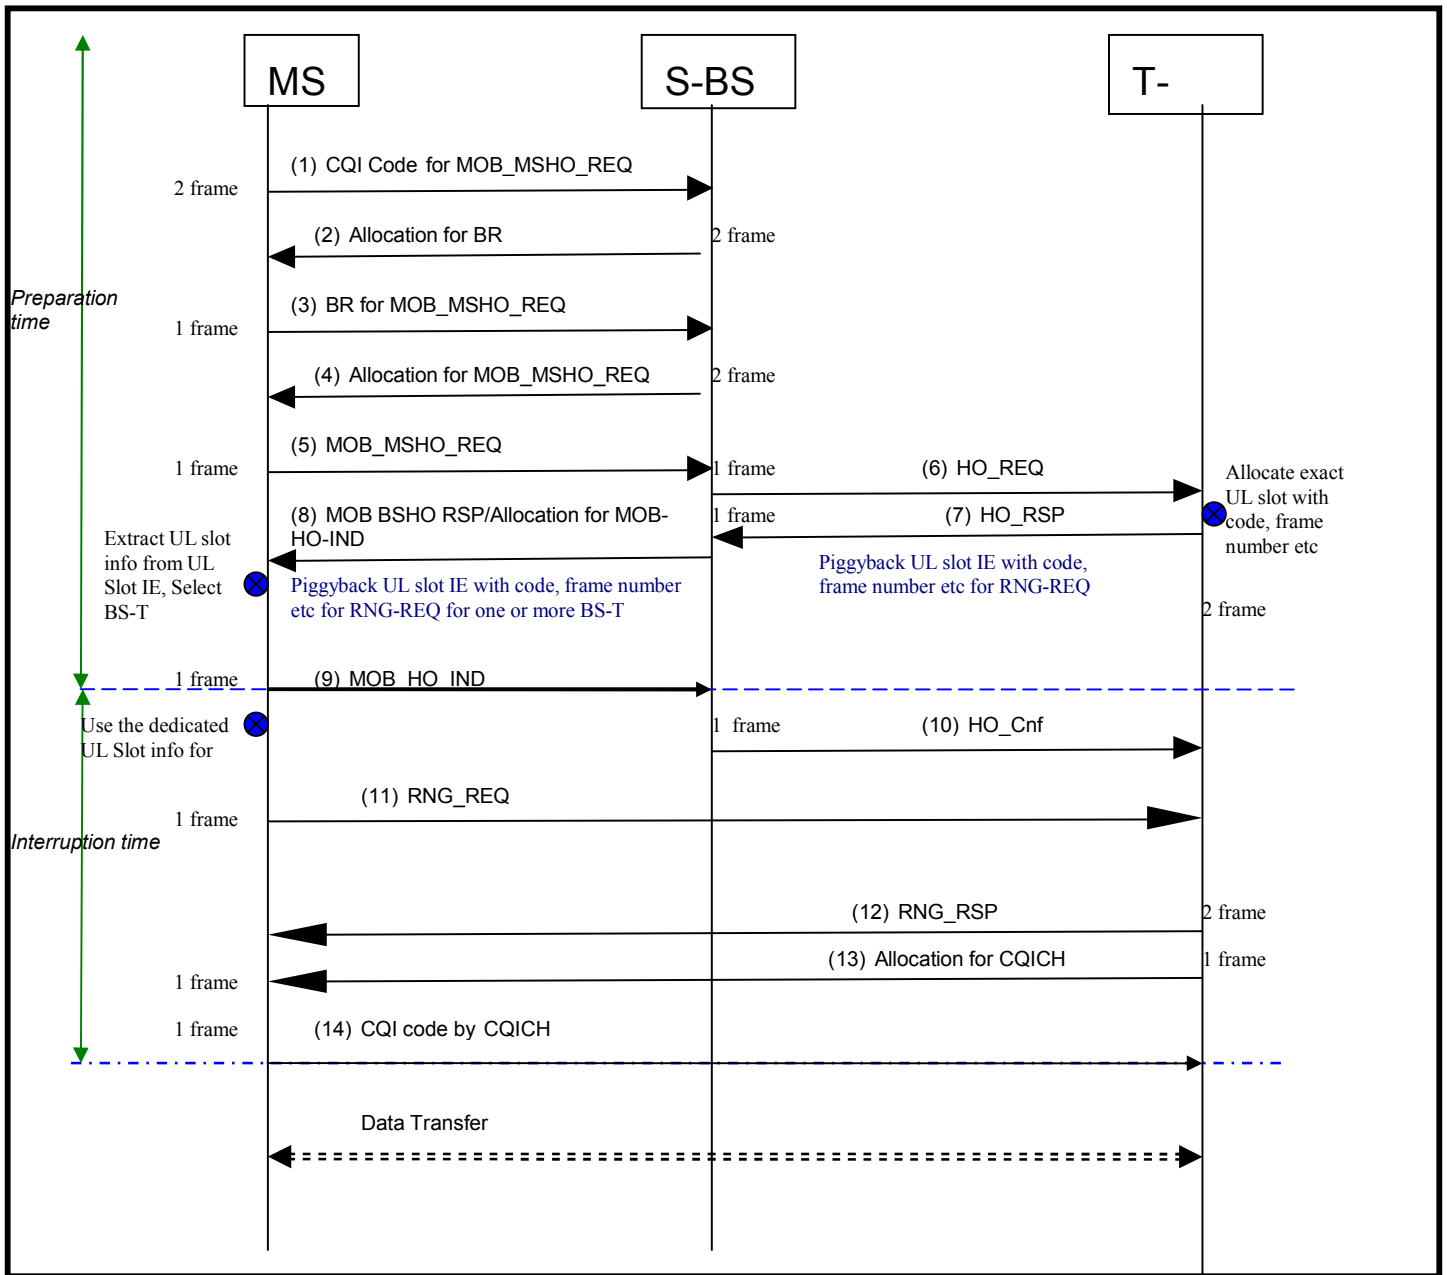 MS
S-BS
T-
(1) CQI Code for MOB_MSHO_REQ
2 frame
(2) Allocation for BR
2 frame
Preparation
time
(3) BR for MOB_MSHO_REQ
1 frame
(4) Allocation for MOB_MSHO_REQ
2 frame
(5) MOB_MSHO_REQ
1 frame
1 frame
(6) HO_REQ
Allocate exact
UL slot with
code, frame
number etc
(8) MOB BSHO RSP/Allocation for MOB-
HO-IND
1 frame
(7) HO_RSP
Extract UL slot
info from UL
Slot IE, Select
BS-T
Piggyback UL slot IE with code, frame number
etc for RNG-REQ for one or more BS-T
Piggyback UL slot IE with code,
frame number etc for RNG-REQ
2 frame
1 frame
(9) MOB_HO_IND
Use the dedicated
UL Slot info for
1 frame
(10) HO_Cnf
(11) RNG_REQ
1 frame
Interruption time
(12) RNG_RSP
2 frame
(13) Allocation for CQICH
1 frame
1 frame
1 frame
(14) CQI code by CQICH
Data Transfer